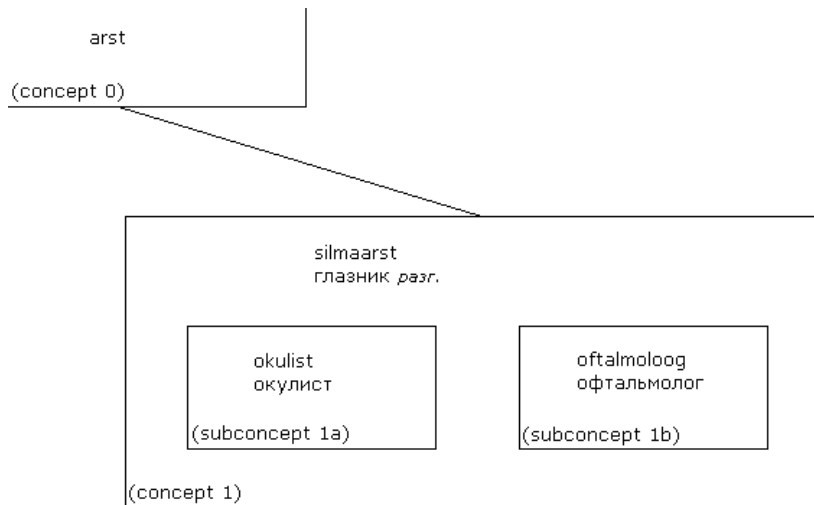 arst
(concept 0)
silmaarst
глазник разг.
okulist
окулист
(subconcept 1a)
oftalmoloog
офтальмолог
(subconcept 1b)
(concept 1)